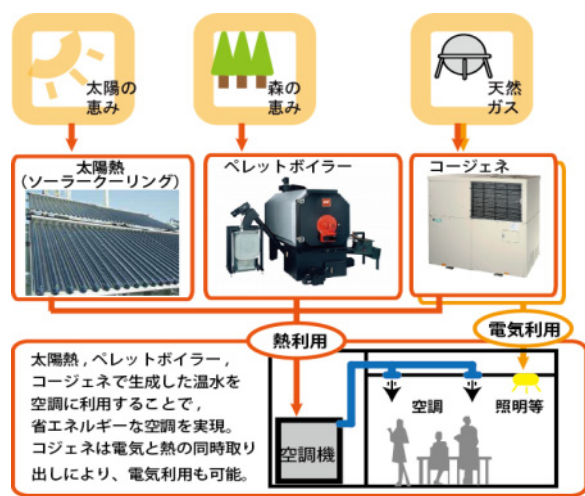 太陽の
恵み
森の
恵み
天然
ガス
太陽熱
(ソーラークーリング)
ペレットボイラー
コージェネ
熱利用
電気利用
太陽熱,ペレットボイラー,
コージェネで生成した温水を
空調に利用することで,
省エネルギーな空調を実現。
コジェネは電気と熱の同時取り
出しにより、電気利用も可能。
空調機
空調
照明等